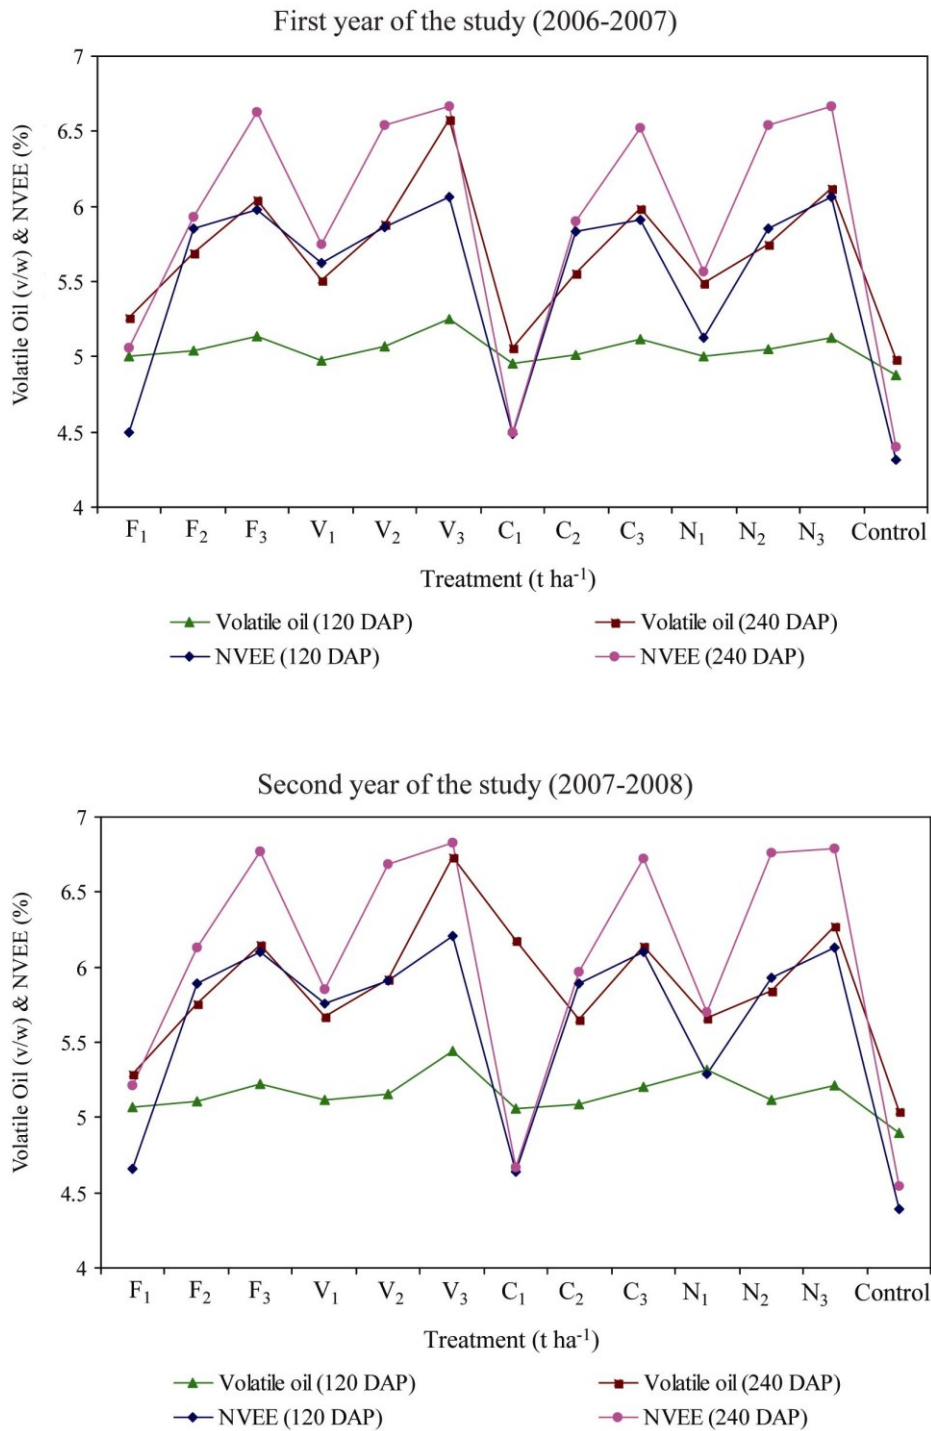 First year of the study (2006-2007)
Volatile Oil (v/w) & NVEE (%)
7
6.5
6
5.5
5
4.5
4
F₁ F₂ F₃ V₁ V₂ V₃ C₁ C₂ C₃ N₁ N₂ N₃ Control
Treatment (t ha⁻¹)
Volatile oil (120 DAP) Volatile oil (240 DAP)
NVEE (120 DAP) NVEE (240 DAP)
Second year of the study (2007-2008)
Volatile Oil (v/w) & NVEE (%)
7
6.5
6
5.5
5
4.5
4
F₁ F₂ F₃ V₁ V₂ V₃ C₁ C₂ C₃ N₁ N₂ N₃ Control
Treatment (t ha⁻¹)
Volatile oil (120 DAP) Volatile oil (240 DAP)
NVEE (120 DAP) NVEE (240 DAP)